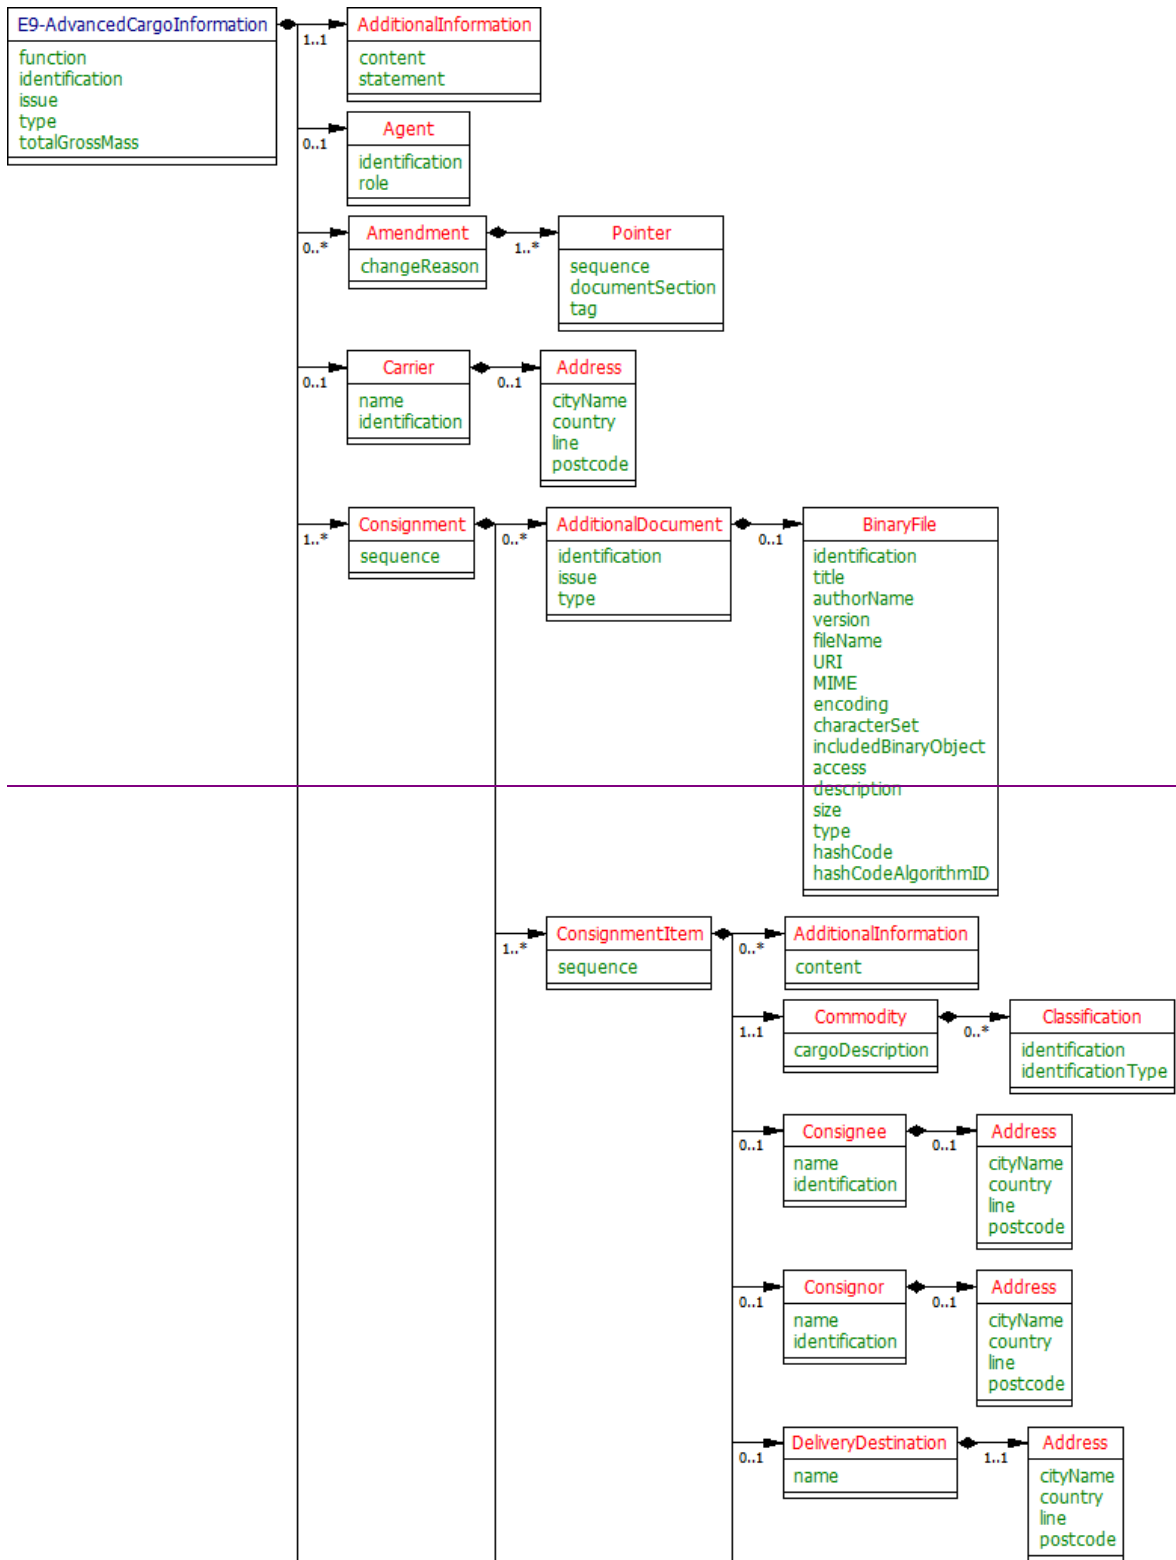 E9-AdvancedCargoInformation
function
identification
issue
type
totalGrossMass
1..1
AdditionalInformation
content
statement
0..1
Agent
identification
role
0..*
Amendment
changeReason
1..*
Pointer
sequence
documentSection
tag
0..1
Carrier
name
identification
0..1
Address
cityName
country
line
postcode
1..*
Consignment
sequence
0..*
AdditionalDocument
identification
issue
type
0..1
BinaryFile
identification
title
authorName
version
fileName
URI
MIME
encoding
characterSet
includedBinaryObject
access
description
size
type
hashCode
hashCodeAlgorithmID
1..*
ConsignmentItem
sequence
0..*
AdditionalInformation
content
1..1
Commodity
cargoDescription
0..*
Classification
identification
identificationType
0..1
Consignee
name
identification
0..1
Address
cityName
country
line
postcode
0..1
Consignor
name
identification
0..1
Address
cityName
country
line
postcode
0..1
DeliveryDestination
name
1..1
Address
cityName
country
line
postcode